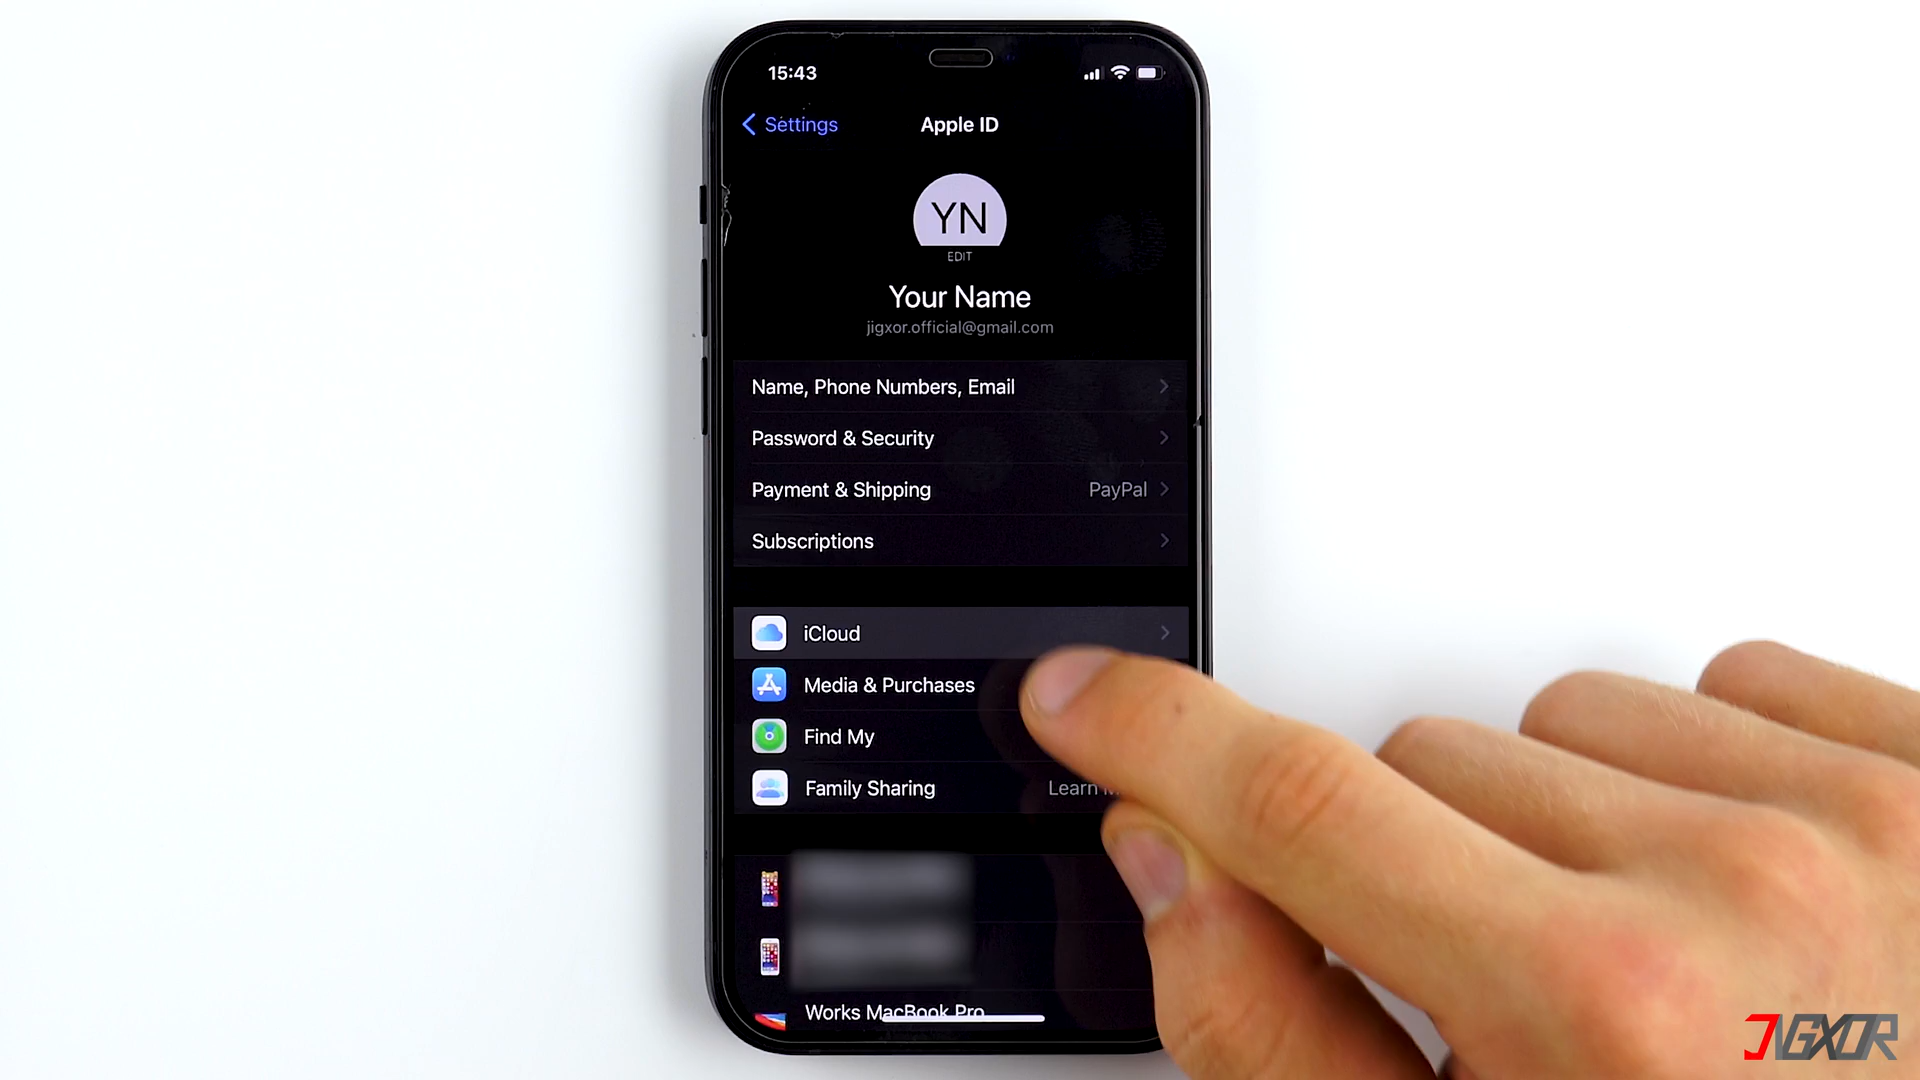 15:43
Settings
Apple ID
YN
EDIT
Your Name
jigxor.official@gmail.com
Name, Phone Numbers, Email
Password & Security
Payment & Shipping PayPal
Subscriptions
iCloud
Media & Purchases
Find My
Family Sharing Learn
Works MacBook Pro
JIGXOR